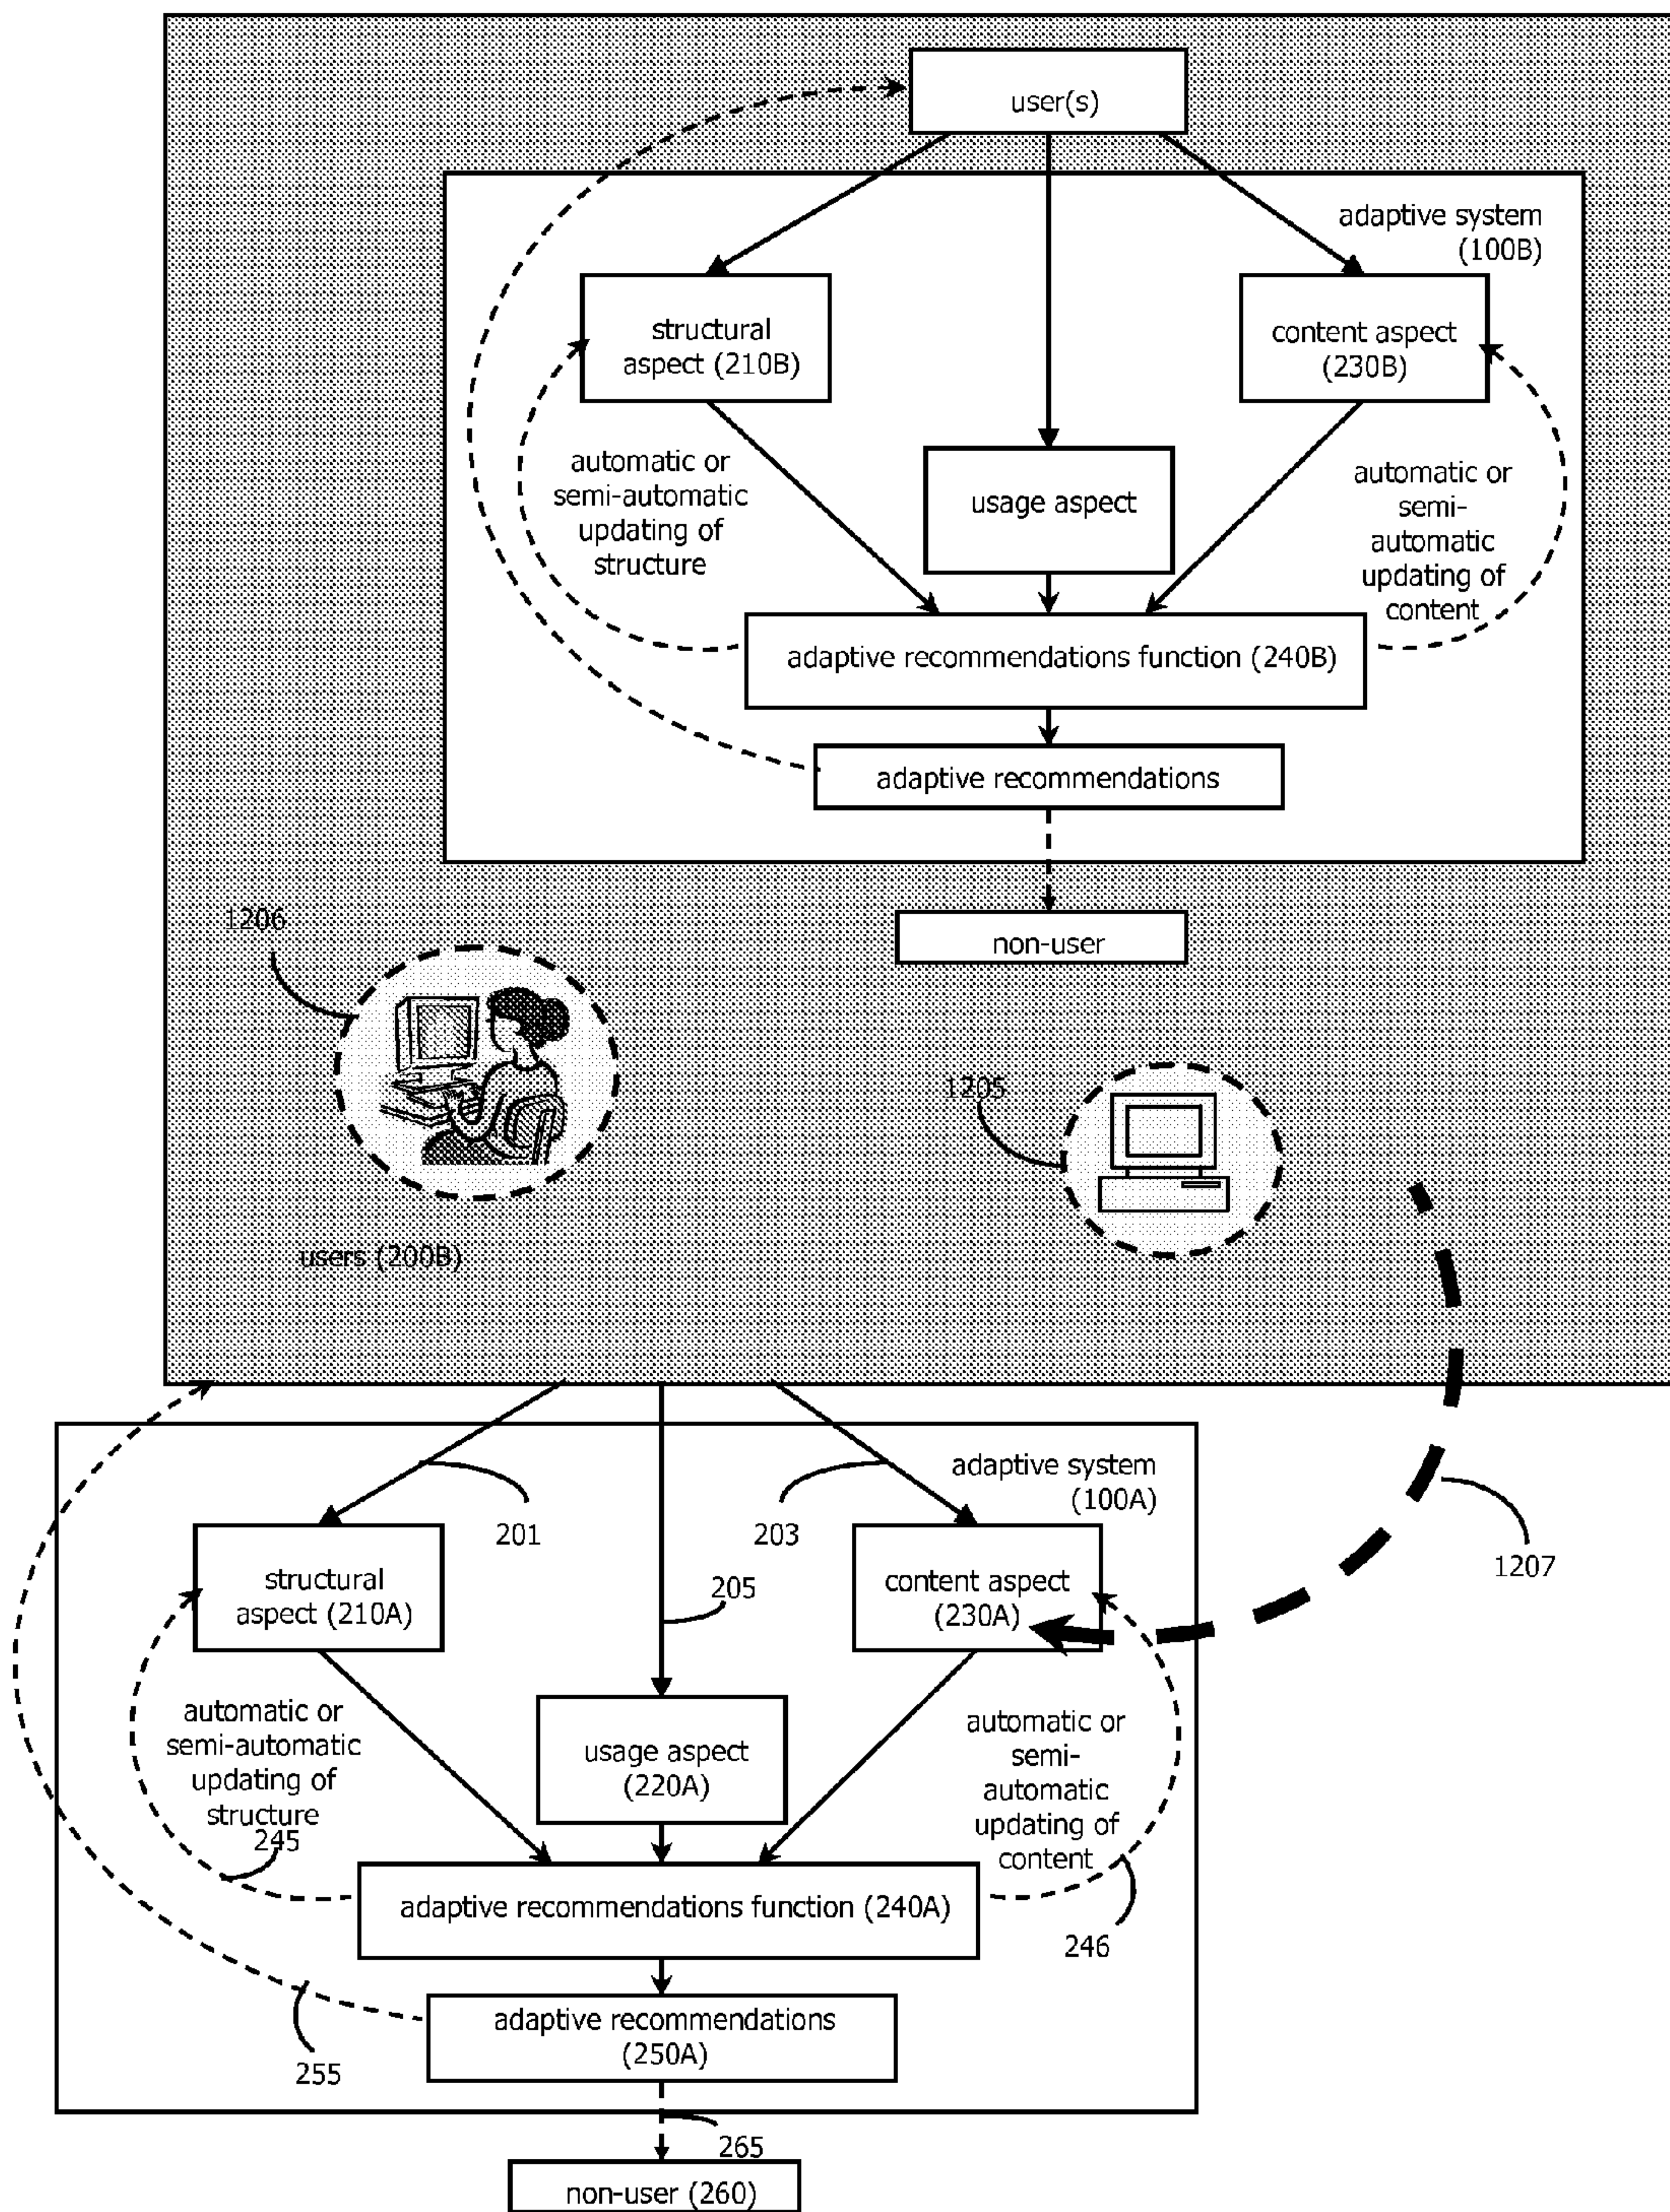 user(s)
adaptive system
(100B)
structural
aspect (210B)
content aspect
(230B)
automatic or
semi-automatic
updating of
structure
usage aspect
automatic or
semi-
automatic
updating of
content
adaptive recommendations function (240B)
adaptive recommendations
non-user
1206
1205
users (200B)
adaptive system
(100A)
201
203
1207
structural
aspect (210A)
205
content aspect
(230A)
automatic or
semi-automatic
updating of
structure
245
usage aspect
(220A)
automatic or
semi-
automatic
updating of
content
adaptive recommendations function (240A)
246
adaptive recommendations
(250A)
255
265
non-user (260)